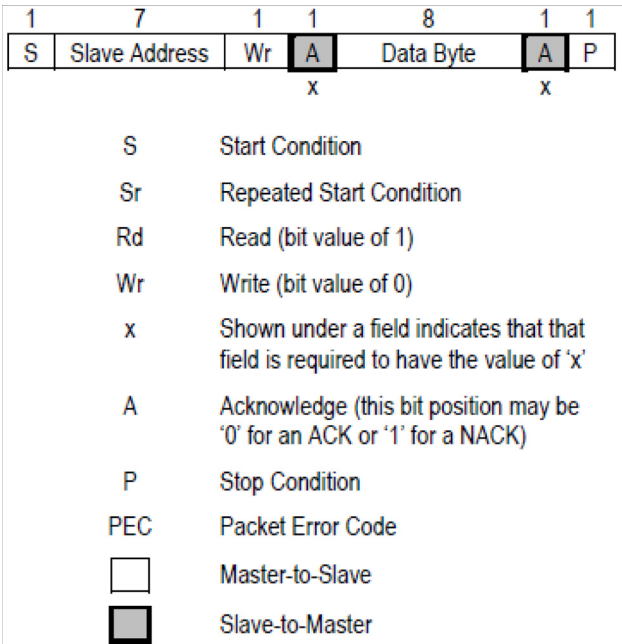 1 7 1 1 8 1 1
S Slave Address Wr A Data Byte A P
x x
S Start Condition
Sr Repeated Start Condition
Rd Read (bit value of 1)
Wr Write (bit value of 0)
x Shown under a field indicates that that
field is required to have the value of ‘x’
A Acknowledge (this bit position may be
‘0’ for an ACK or ‘1’ for a NACK)
P Stop Condition
PEC Packet Error Code
Master-to-Slave
Slave-to-Master